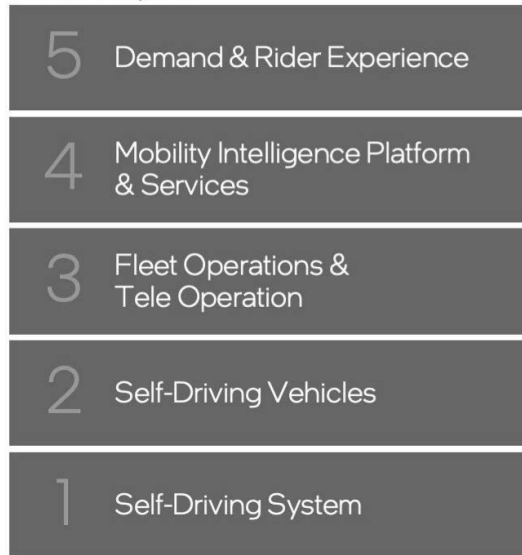 5
Demand & Rider Experience
4
Mobility Intelligence Platform
& Services
3
Fleet Operations &
Tele Operation
2
Self-Driving Vehicles
1
Self-Driving System